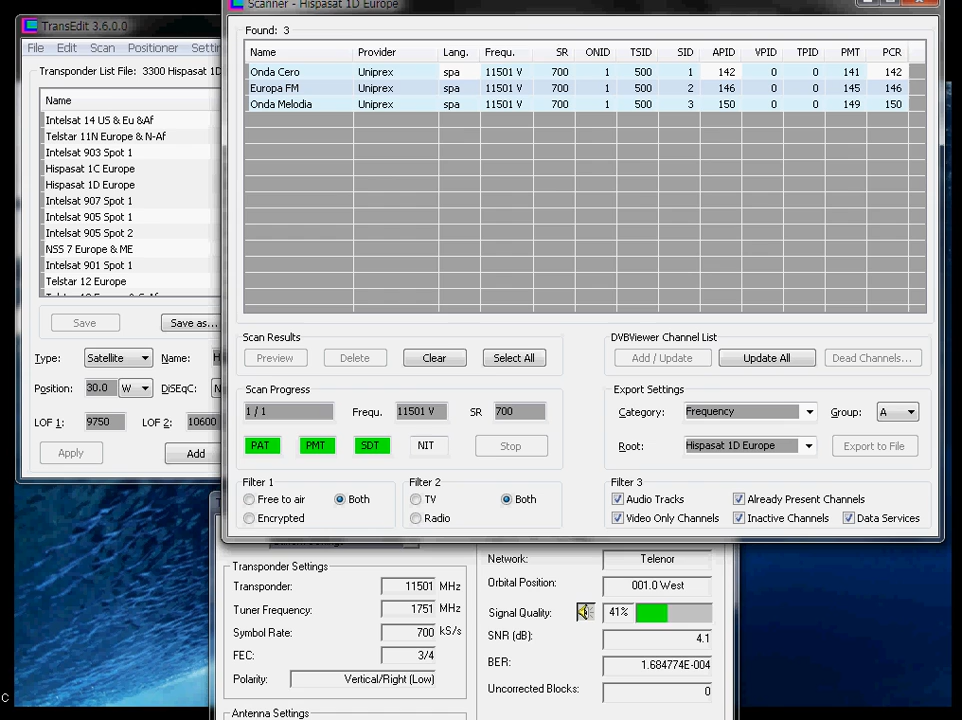 TransEdit 3.6.0.0
File Edit Scan Positioner
Transponder List File: 3300 Hispasat 1D
Name
Intelsat 14 US & Eu &Af
Telstar 11N Europe & N-Af
Intelsat 903 Spot 1
Hispasat 1C Europe
Hispasat 1D Europe
Intelsat 907 Spot 1
Intelsat 905 Spot 1
Intelsat 905 Spot 2
NSS 7 Europe & ME
Intelsat 901 Spot 1
Telstar 12 Europe
Save Save as...
Type: Satellite Name:
Position: 30.0 W DiSEqC:
LOF 1: 9750 LOF 2: 10600
Apply Add
Scanner - Hispasat 1D Europe
Found: 3
Name Provider Lang. Frequ. SR ONID TSID SID APID VPID TPID PMT PCR
Onda Cero Uniprex spa 11501 V 700 1 500 1 142 0 0 141 142
Europa FM Uniprex spa 11501 V 700 1 500 2 146 0 0 145 146
Onda Melodia Uniprex spa 11501 V 700 1 500 3 150 0 0 149 150
Scan Results
Preview Delete Clear Select All
DVBViewer Channel List
Add / Update Update All Dead Channels...
Scan Progress
1 / 1 Frequ. 11501 V SR 700
PAT PMT SDT NIT Stop
Export Settings
Category: Frequency Group: A
Root: Hispasat 1D Europe Export to File
Filter 1
Free to air Both
Encrypted
Filter 2
TV Both
Radio
Filter 3
Audio Tracks Already Present Channels
Video Only Channels Inactive Channels Data Services
Transponder Settings
Transponder: 11501 MHz
Tuner Frequency: 1751 MHz
Symbol Rate: 700 kS/s
FEC: 3/4
Polarity: Vertical/Right (Low)
Antenna Settings
Network: Telenor
Orbital Position: 001.0 West
Signal Quality: 41%
SNR (dB): 4.1
BER: 1.684774E-004
Uncorrected Blocks: 0
C